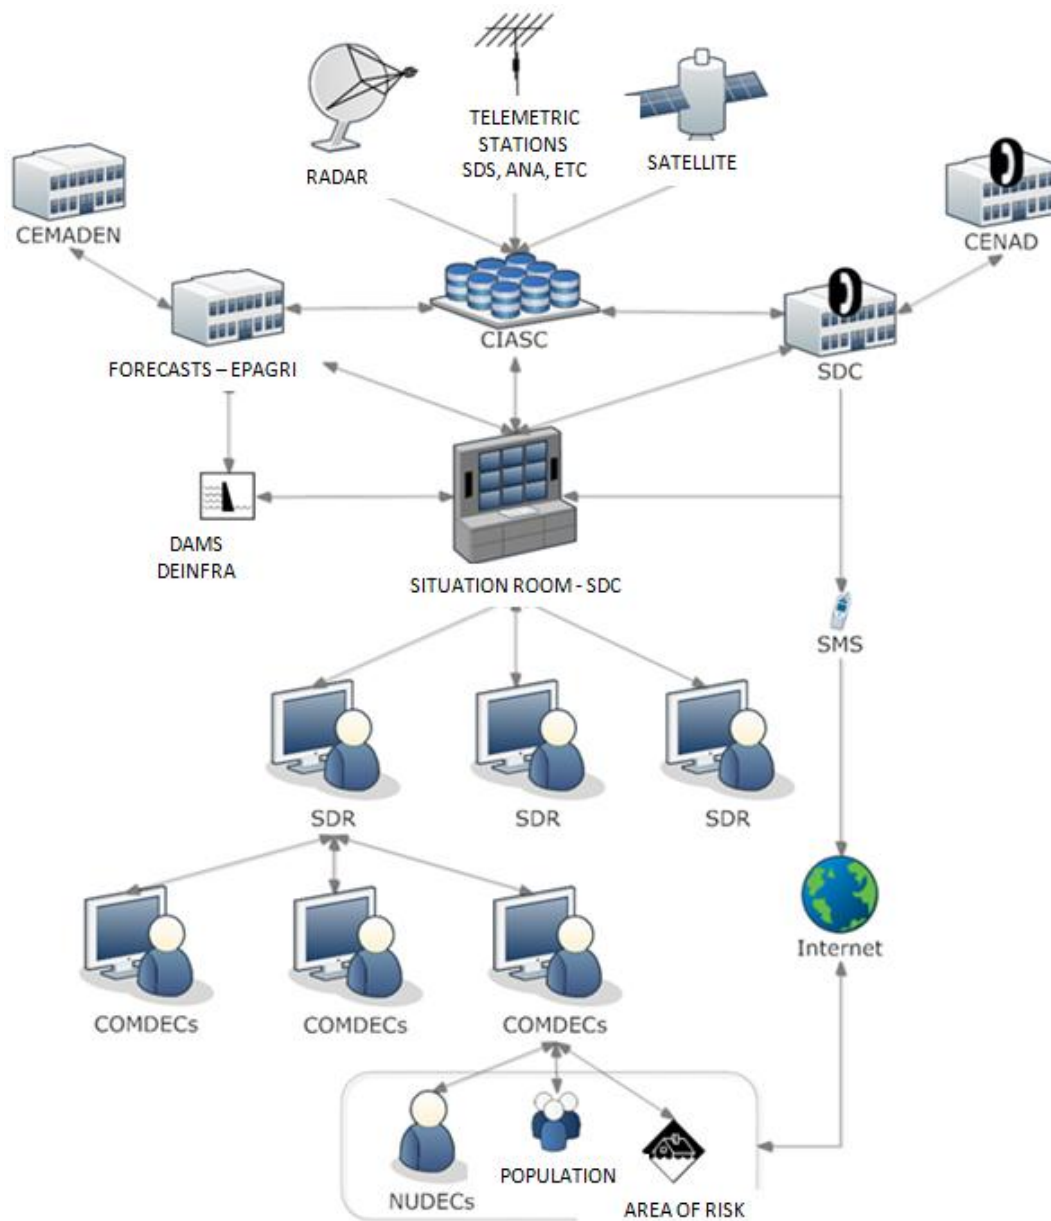 TELEMETRIC
STATIONS
SDS, ANA, ETC
RADAR
SATELLITE
CEMADEN
CENAD
CIASC
FORECASTS – EPAGRI
SDC
DAMS
DEINFRA
SITUATION ROOM - SDC
SMS
SDR
SDR
SDR
Internet
COMDECs
COMDECs
COMDECs
POPULATION
NUDECs
AREA OF RISK